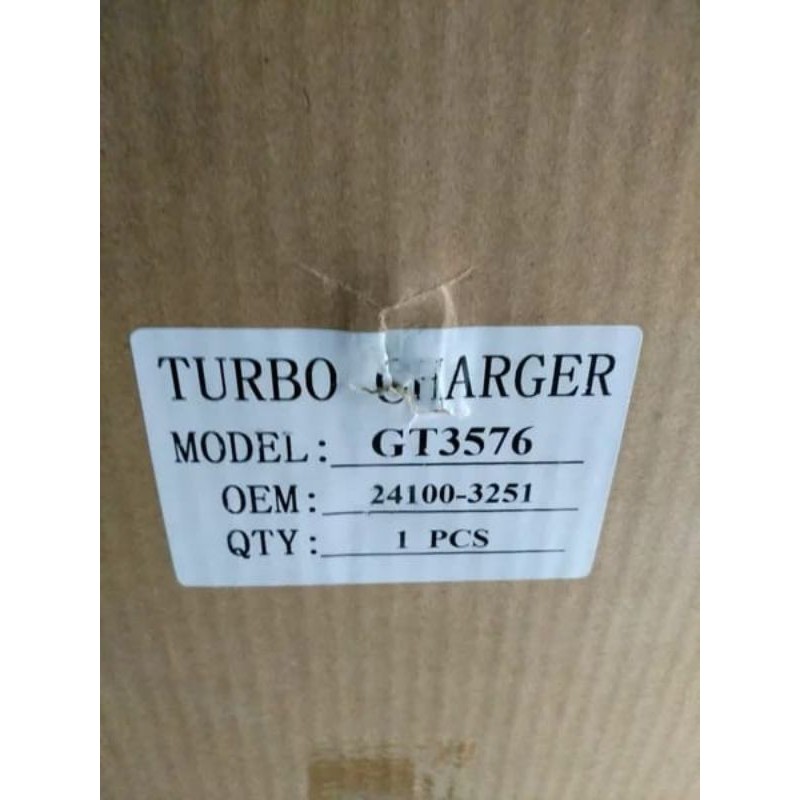 TURBO CHARGER
MODEL: GT3576
OEM: 24100-3251
QTY: 1 PCS